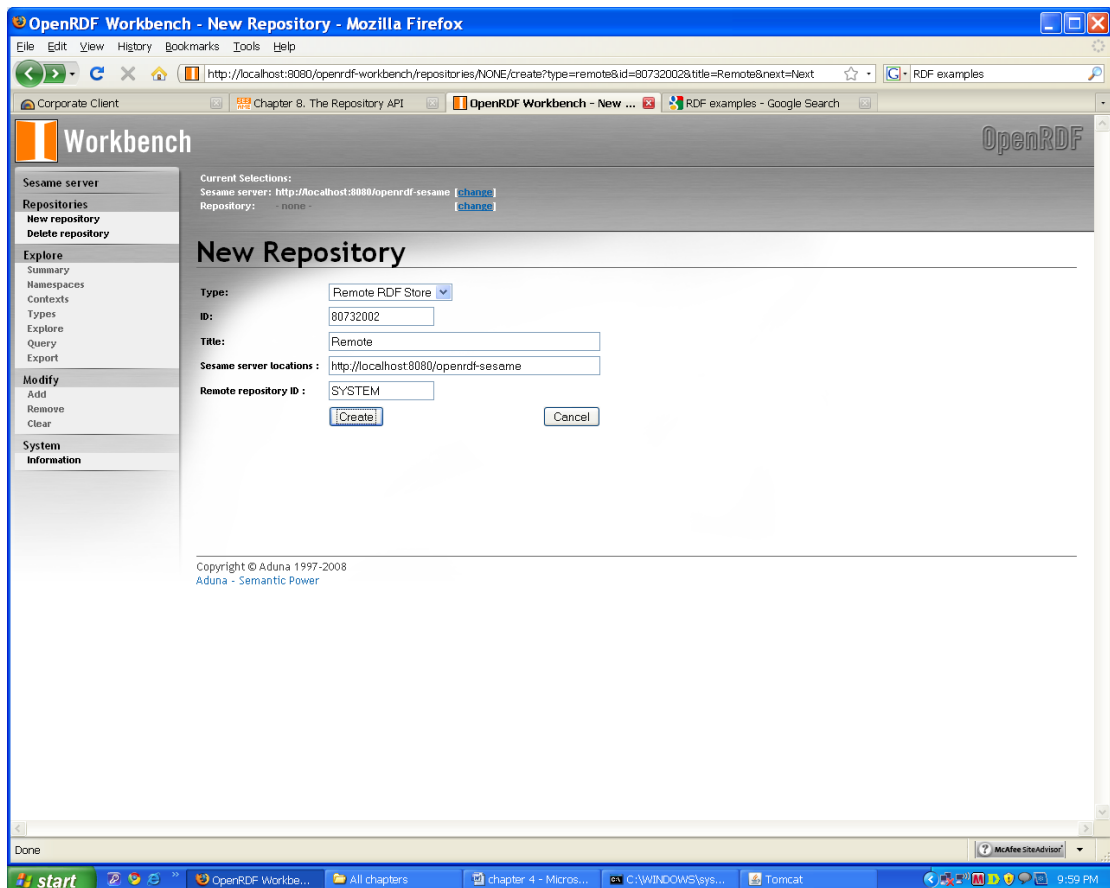 OpenRDF Workbench - New Repository - Mozilla Firefox
File Edit View History Bookmarks Tools Help
http://localhost:8080/openrdf-workbench/repositories/NONE/create?type=remote&id=80732002&title=Remote&next=Next
G RDF examples
Corporate Client
Chapter 8. The Repository API
OpenRDF Workbench - New ...
RDF examples - Google Search
Workbench
OpenRDF
Sesame server
Repositories
New repository
Delete repository
Explore
Summary
Namespaces
Contexts
Types
Explore
Query
Export
Modify
Add
Remove
Clear
System
Information
Current Selections:
Sesame server: http://localhost:8080/openrdf-sesame [change]
Repository: - none - [change]
New Repository
Type: Remote RDF Store
ID: 80732002
Title: Remote
Sesame server locations : http://localhost:8080/openrdf-sesame
Remote repository ID : SYSTEM
Create Cancel
Copyright © Aduna 1997-2008
Aduna - Semantic Power
Done
McAfee SiteAdvisor
start
OpenRDF Workbe...
All chapters
chapter 4 - Micros...
C:\WINDOWS\sys...
Tomcat
9:59 PM